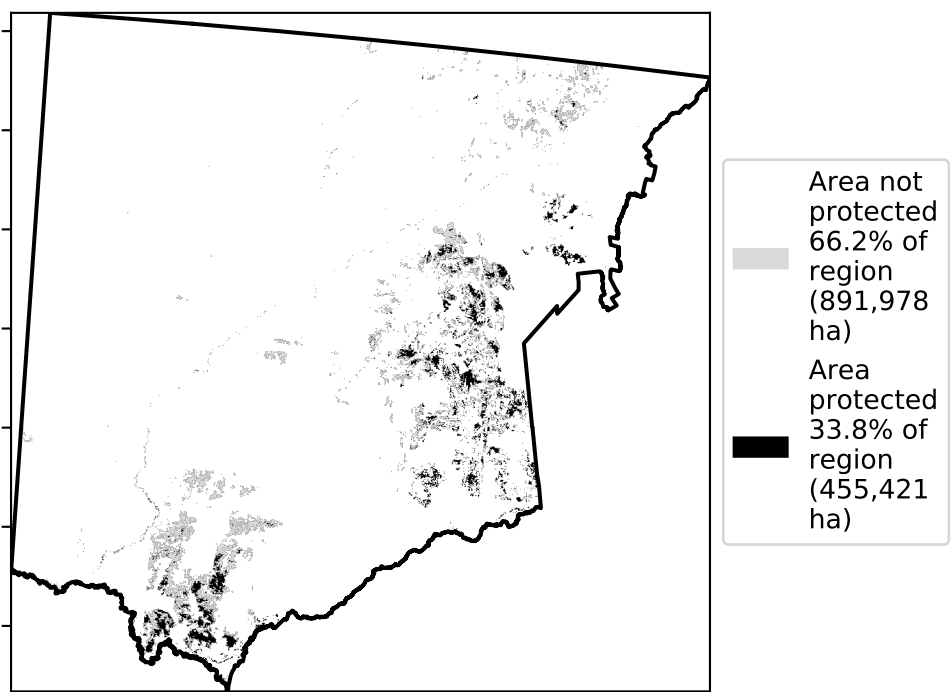 Area not
protected
66.2% of
region
(891,978
ha)
Area
protected
33.8% of
region
(455,421
ha)